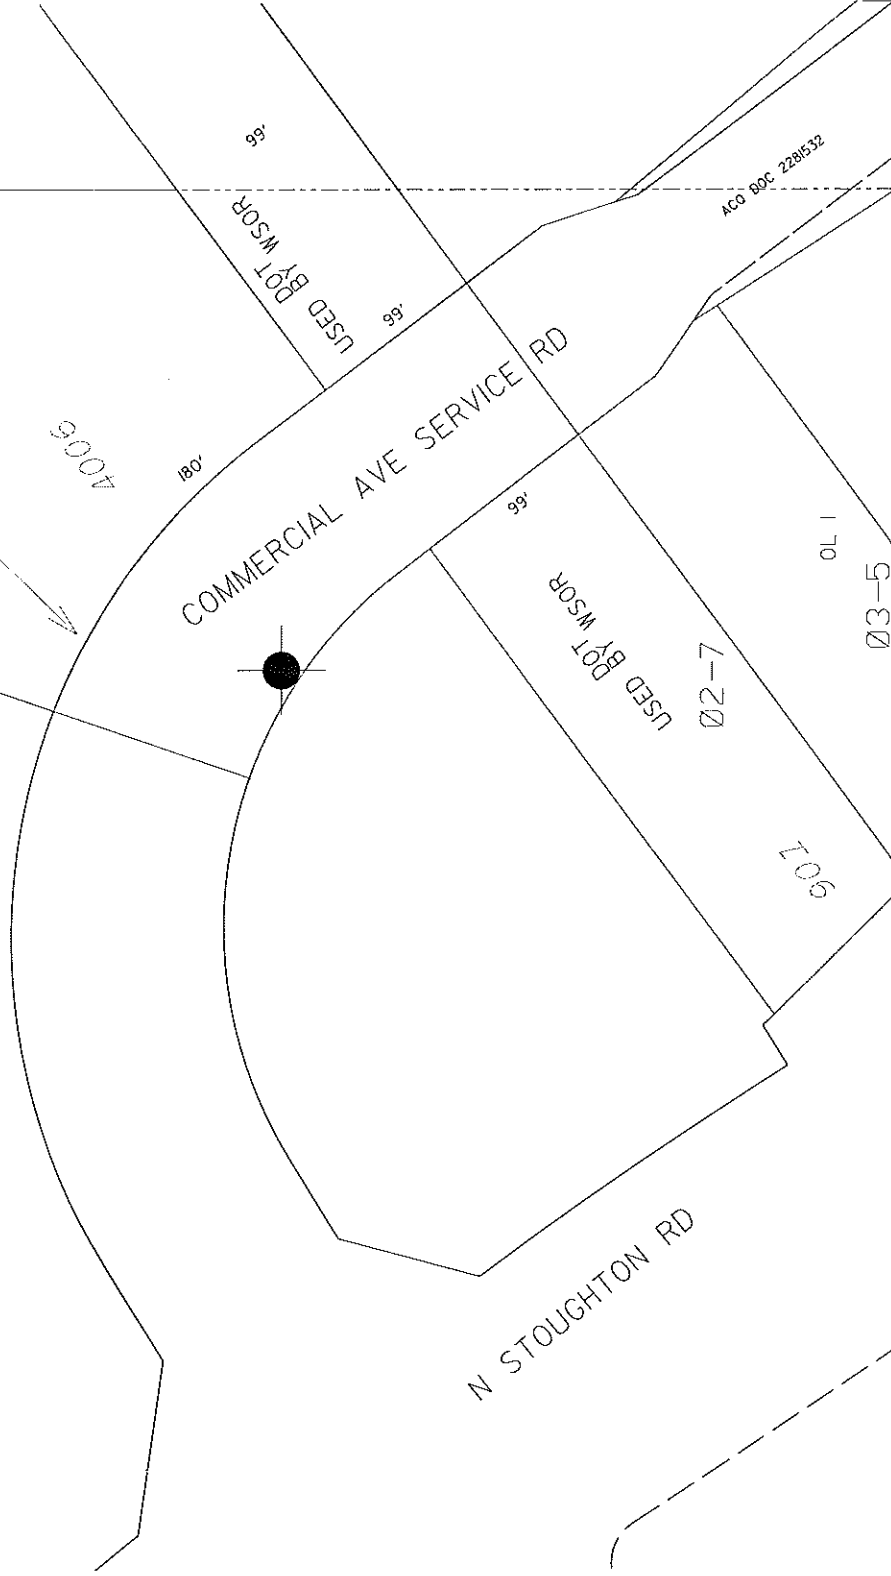 99'
ACQ DOC 2281532
DOT WSOR
USED BY
99'
COMMERCIAL AVE SERVICE RD
4006
180'
99'
OL 1
03-5
DOT WSOR
USED BY
02-7
901
N STOUGHTON RD